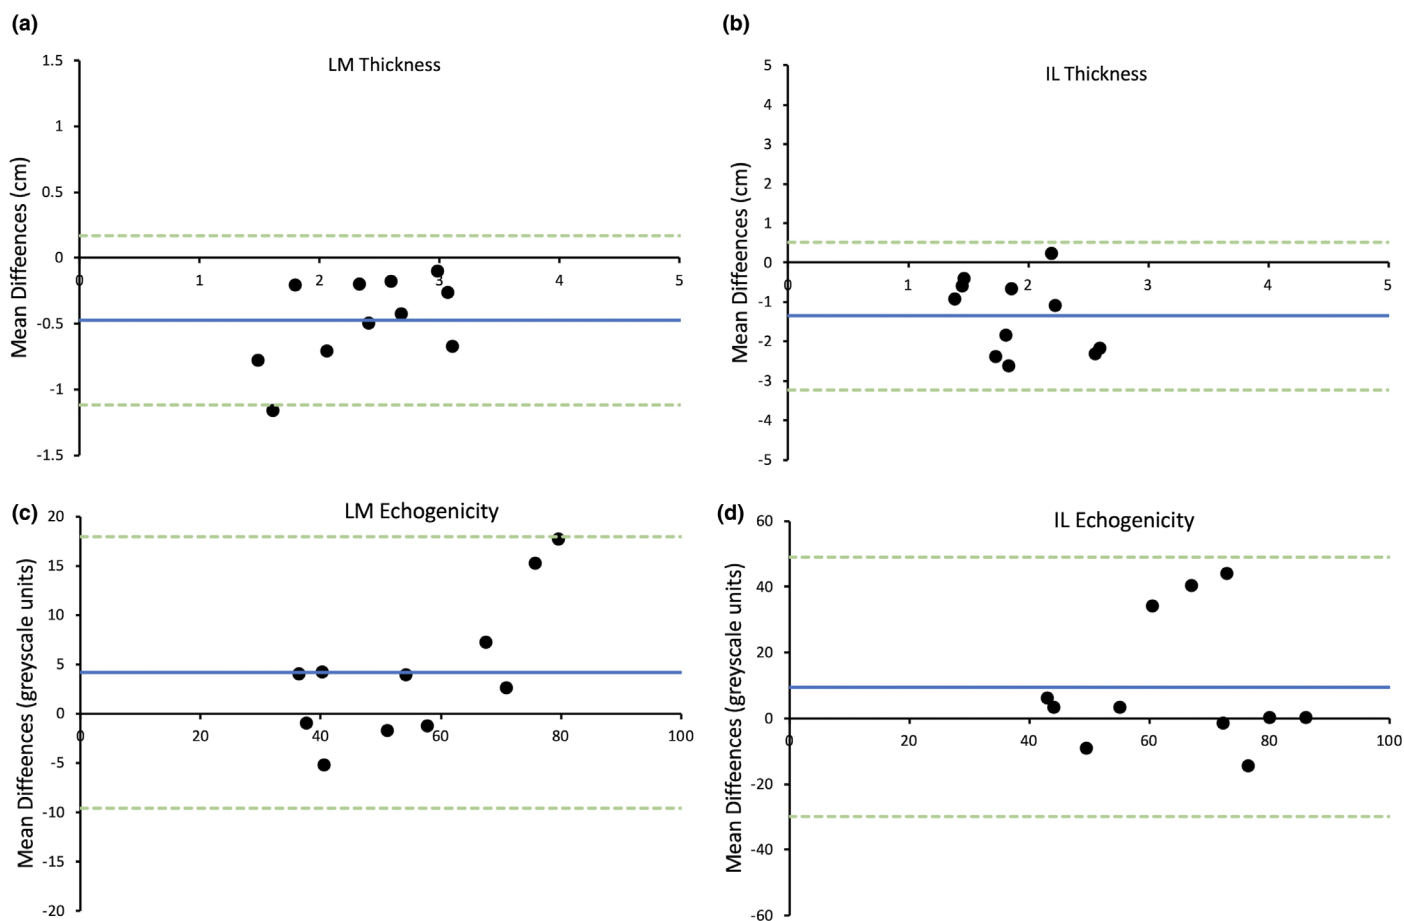 (a)
LM Thickness
Mean Diffeences (cm)
1.5
1
0.5
0
-0.5
-1
-1.5
0 1 2 3 4 5
(b)
IL Thickness
Mean Diffeences (cm)
5
4
3
2
1
0
-1
-2
-3
-4
-5
0 1 2 3 4 5
(c)
LM Echogenicity
Mean Diffences (greyscale units)
20
15
10
5
0
-5
-10
-15
-20
0 20 40 60 80 100
(d)
IL Echogenicity
Mean Diffences (greyscale units)
60
40
20
0
-20
-40
-60
0 20 40 60 80 100